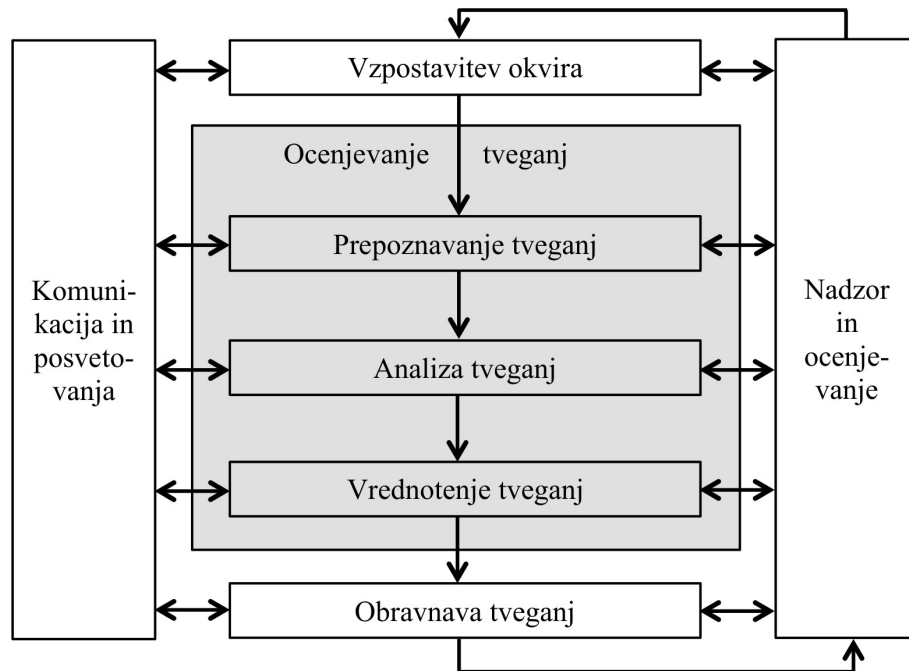 Vzpostavitev okvira
Ocenjevanje tveganj
Prepoznavanje tveganj
Komuni-
kacija in
posveto-
vanja
Analiza tveganj
Nadzor
in
ocenje-
vanje
Vrednotenje tveganj
Obravnava tveganj